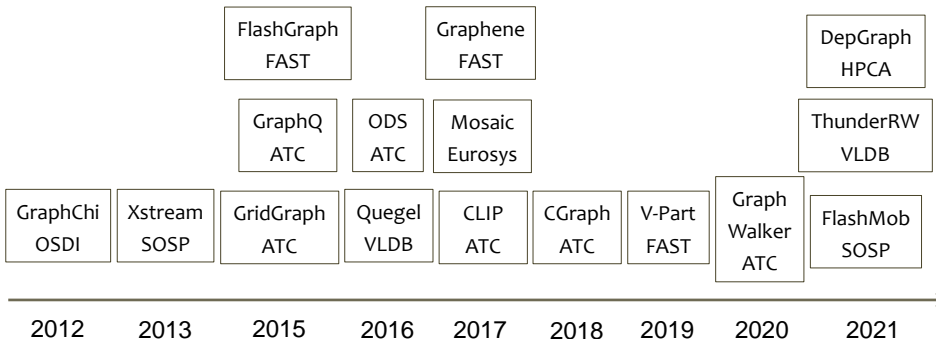 FlashGraph
FAST
Graphene
FAST
DepGraph
HPCA
GraphQ
ATC
ODS
ATC
Mosaic
Eurosys
ThunderRW
VLDB
GraphChi
OSDI
Xstream
SOSP
GridGraph
ATC
Quegel
VLDB
CLIP
ATC
CGraph
ATC
V-Part
FAST
Graph
Walker
ATC
FlashMob
SOSP
2012
2013
2015
2016
2017
2018
2019
2020
2021